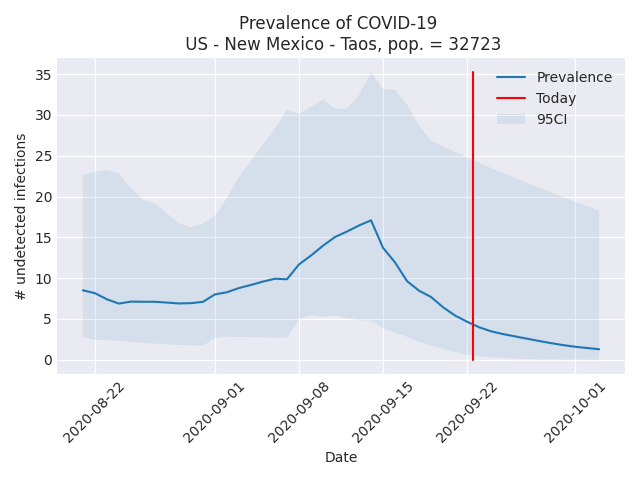 Prevalence of COVID-19
US - New Mexico - Taos, pop. = 32723
Prevalence
Today
95CI
# undetected infections
35
30
25
20
15
10
5
0
2020-08-22
2020-09-01
2020-09-08
2020-09-15
2020-09-22
2020-10-01
Date